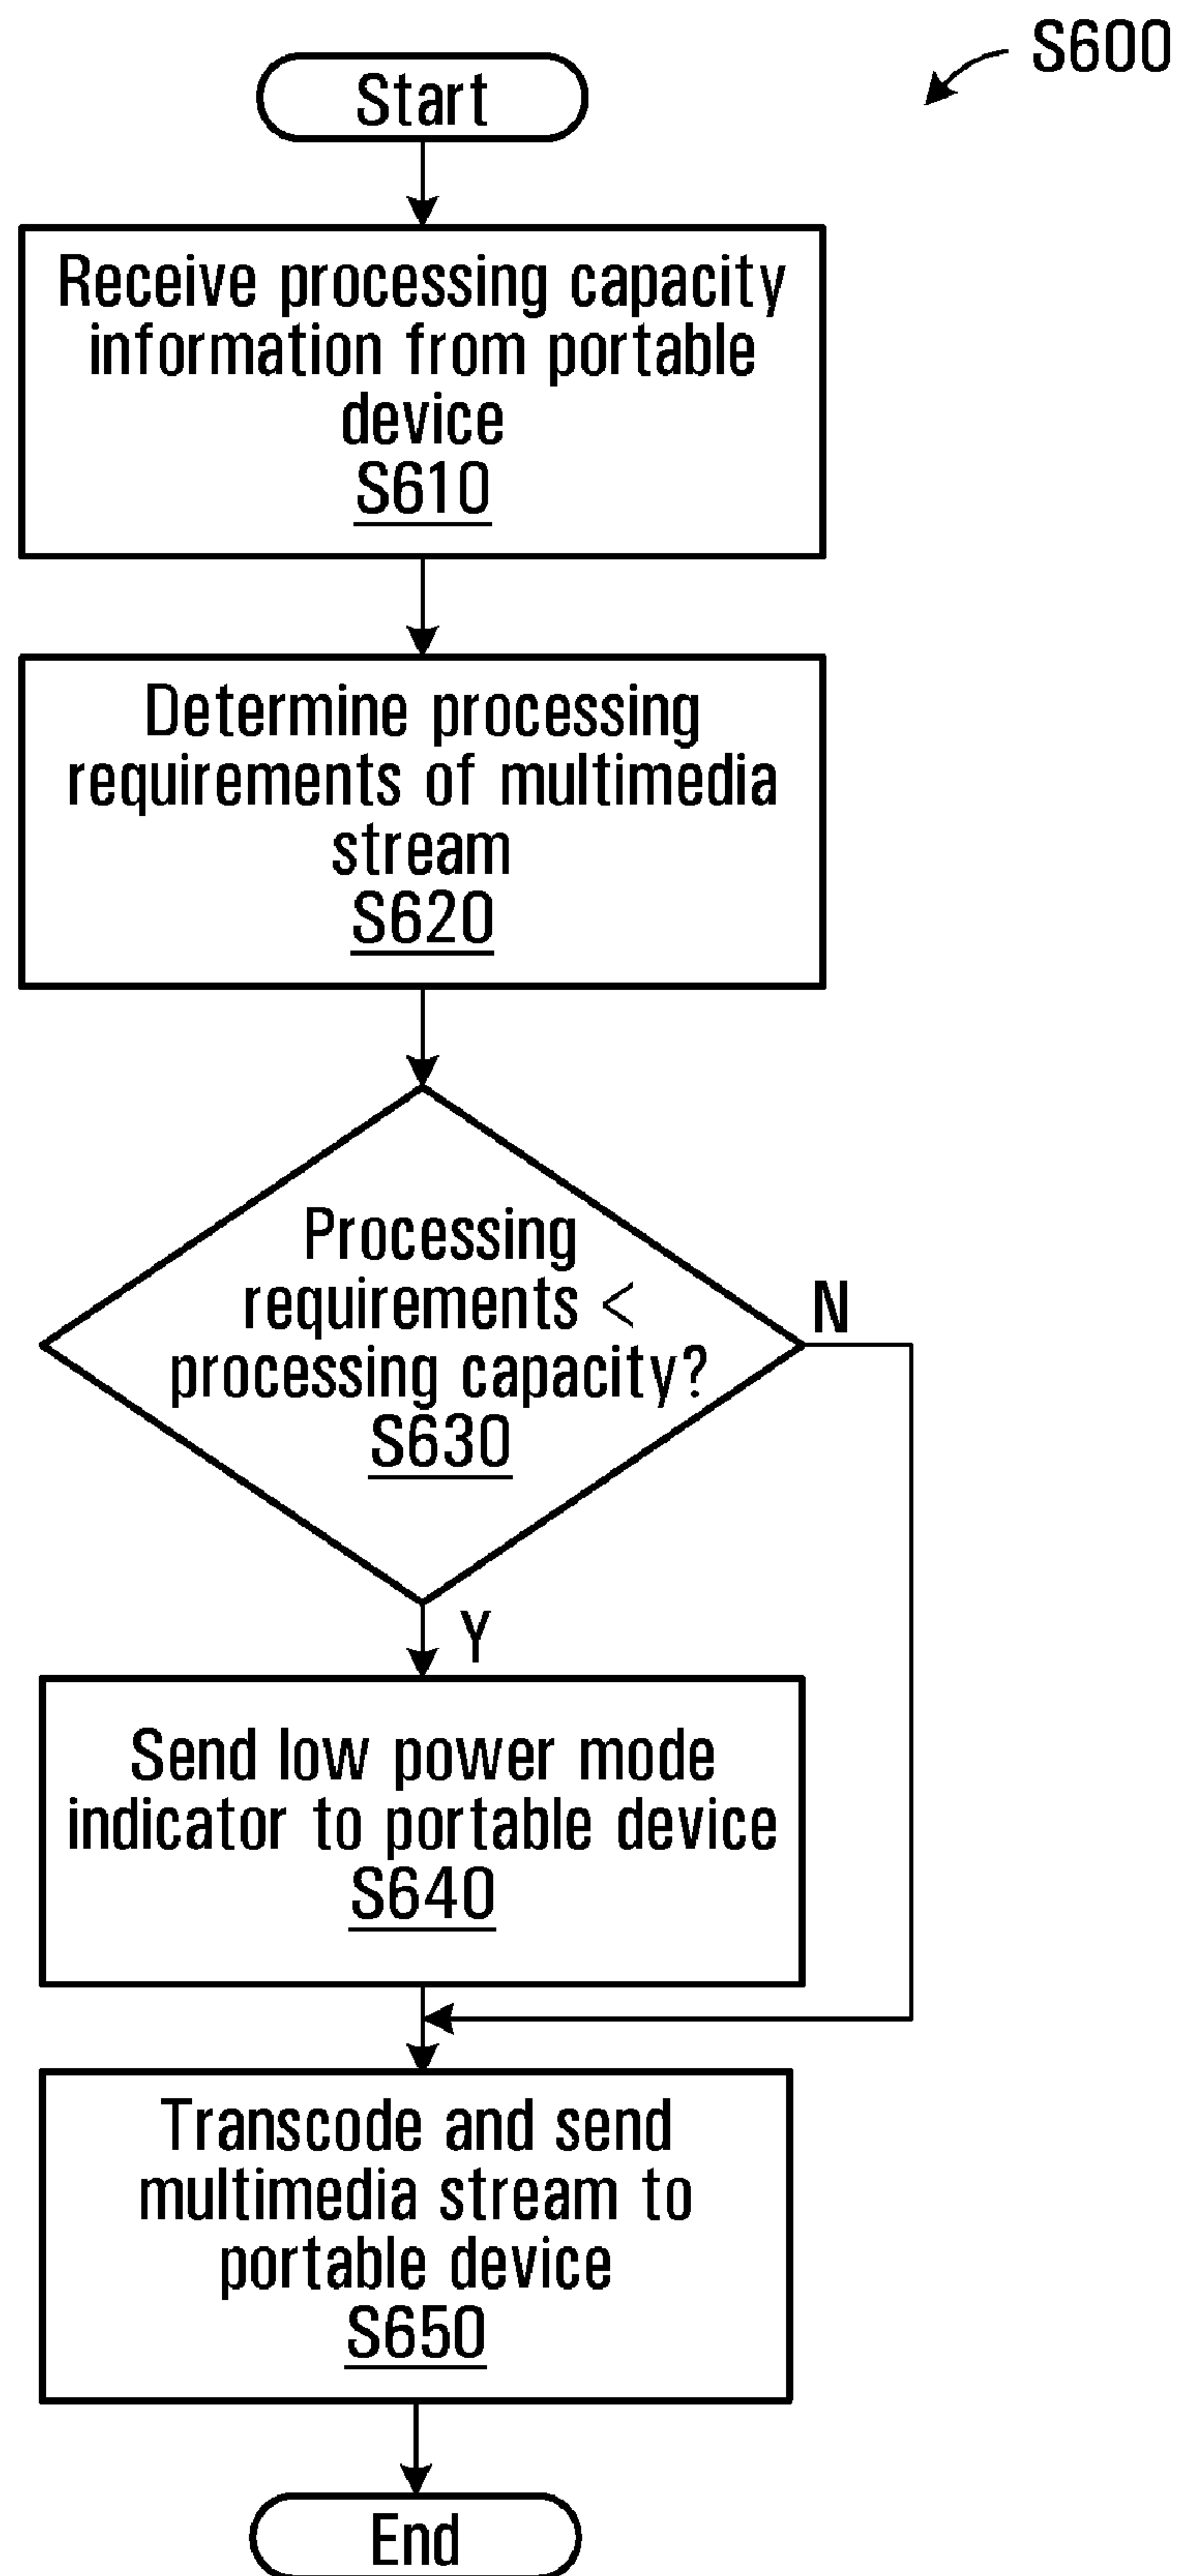 S600
Start
Receive processing capacity
information from portable
device
S610
Determine processing
requirements of multimedia
stream
S620
Processing
requirements <
processing capacity?
S630
N
Y
Send low power mode
indicator to portable device
S640
Transcode and send
multimedia stream to
portable device
S650
End